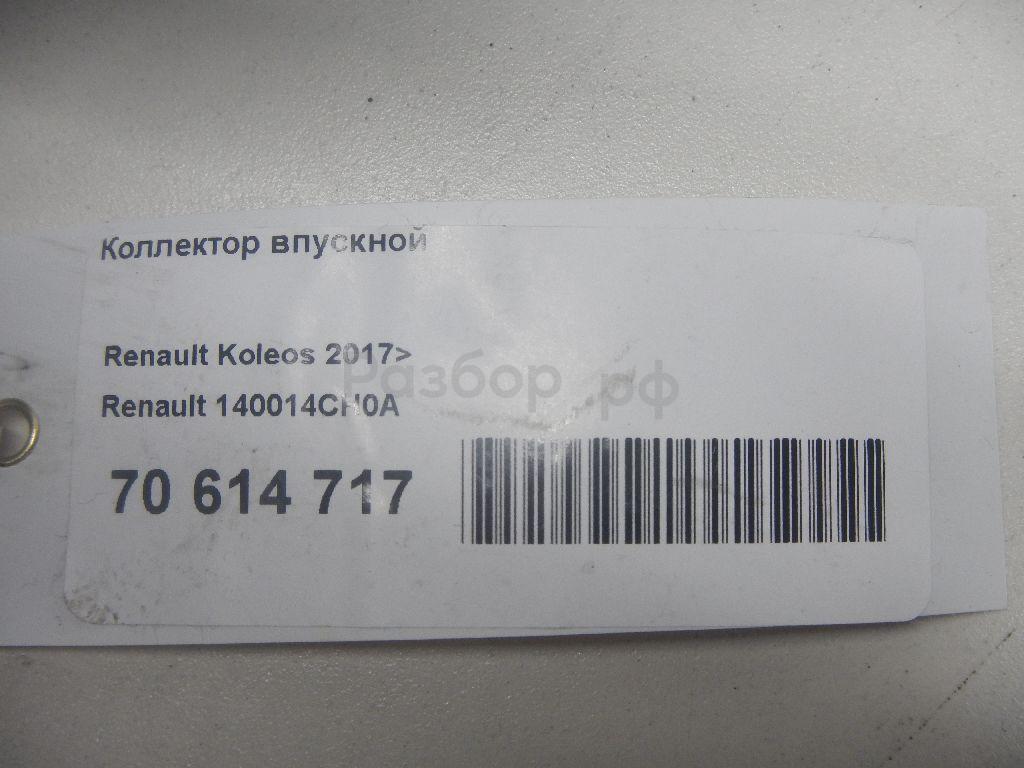 Коллектор впускной
Renault Koleos 2017>
Разбор.рф
Renault 140014CH0A
70 614 717